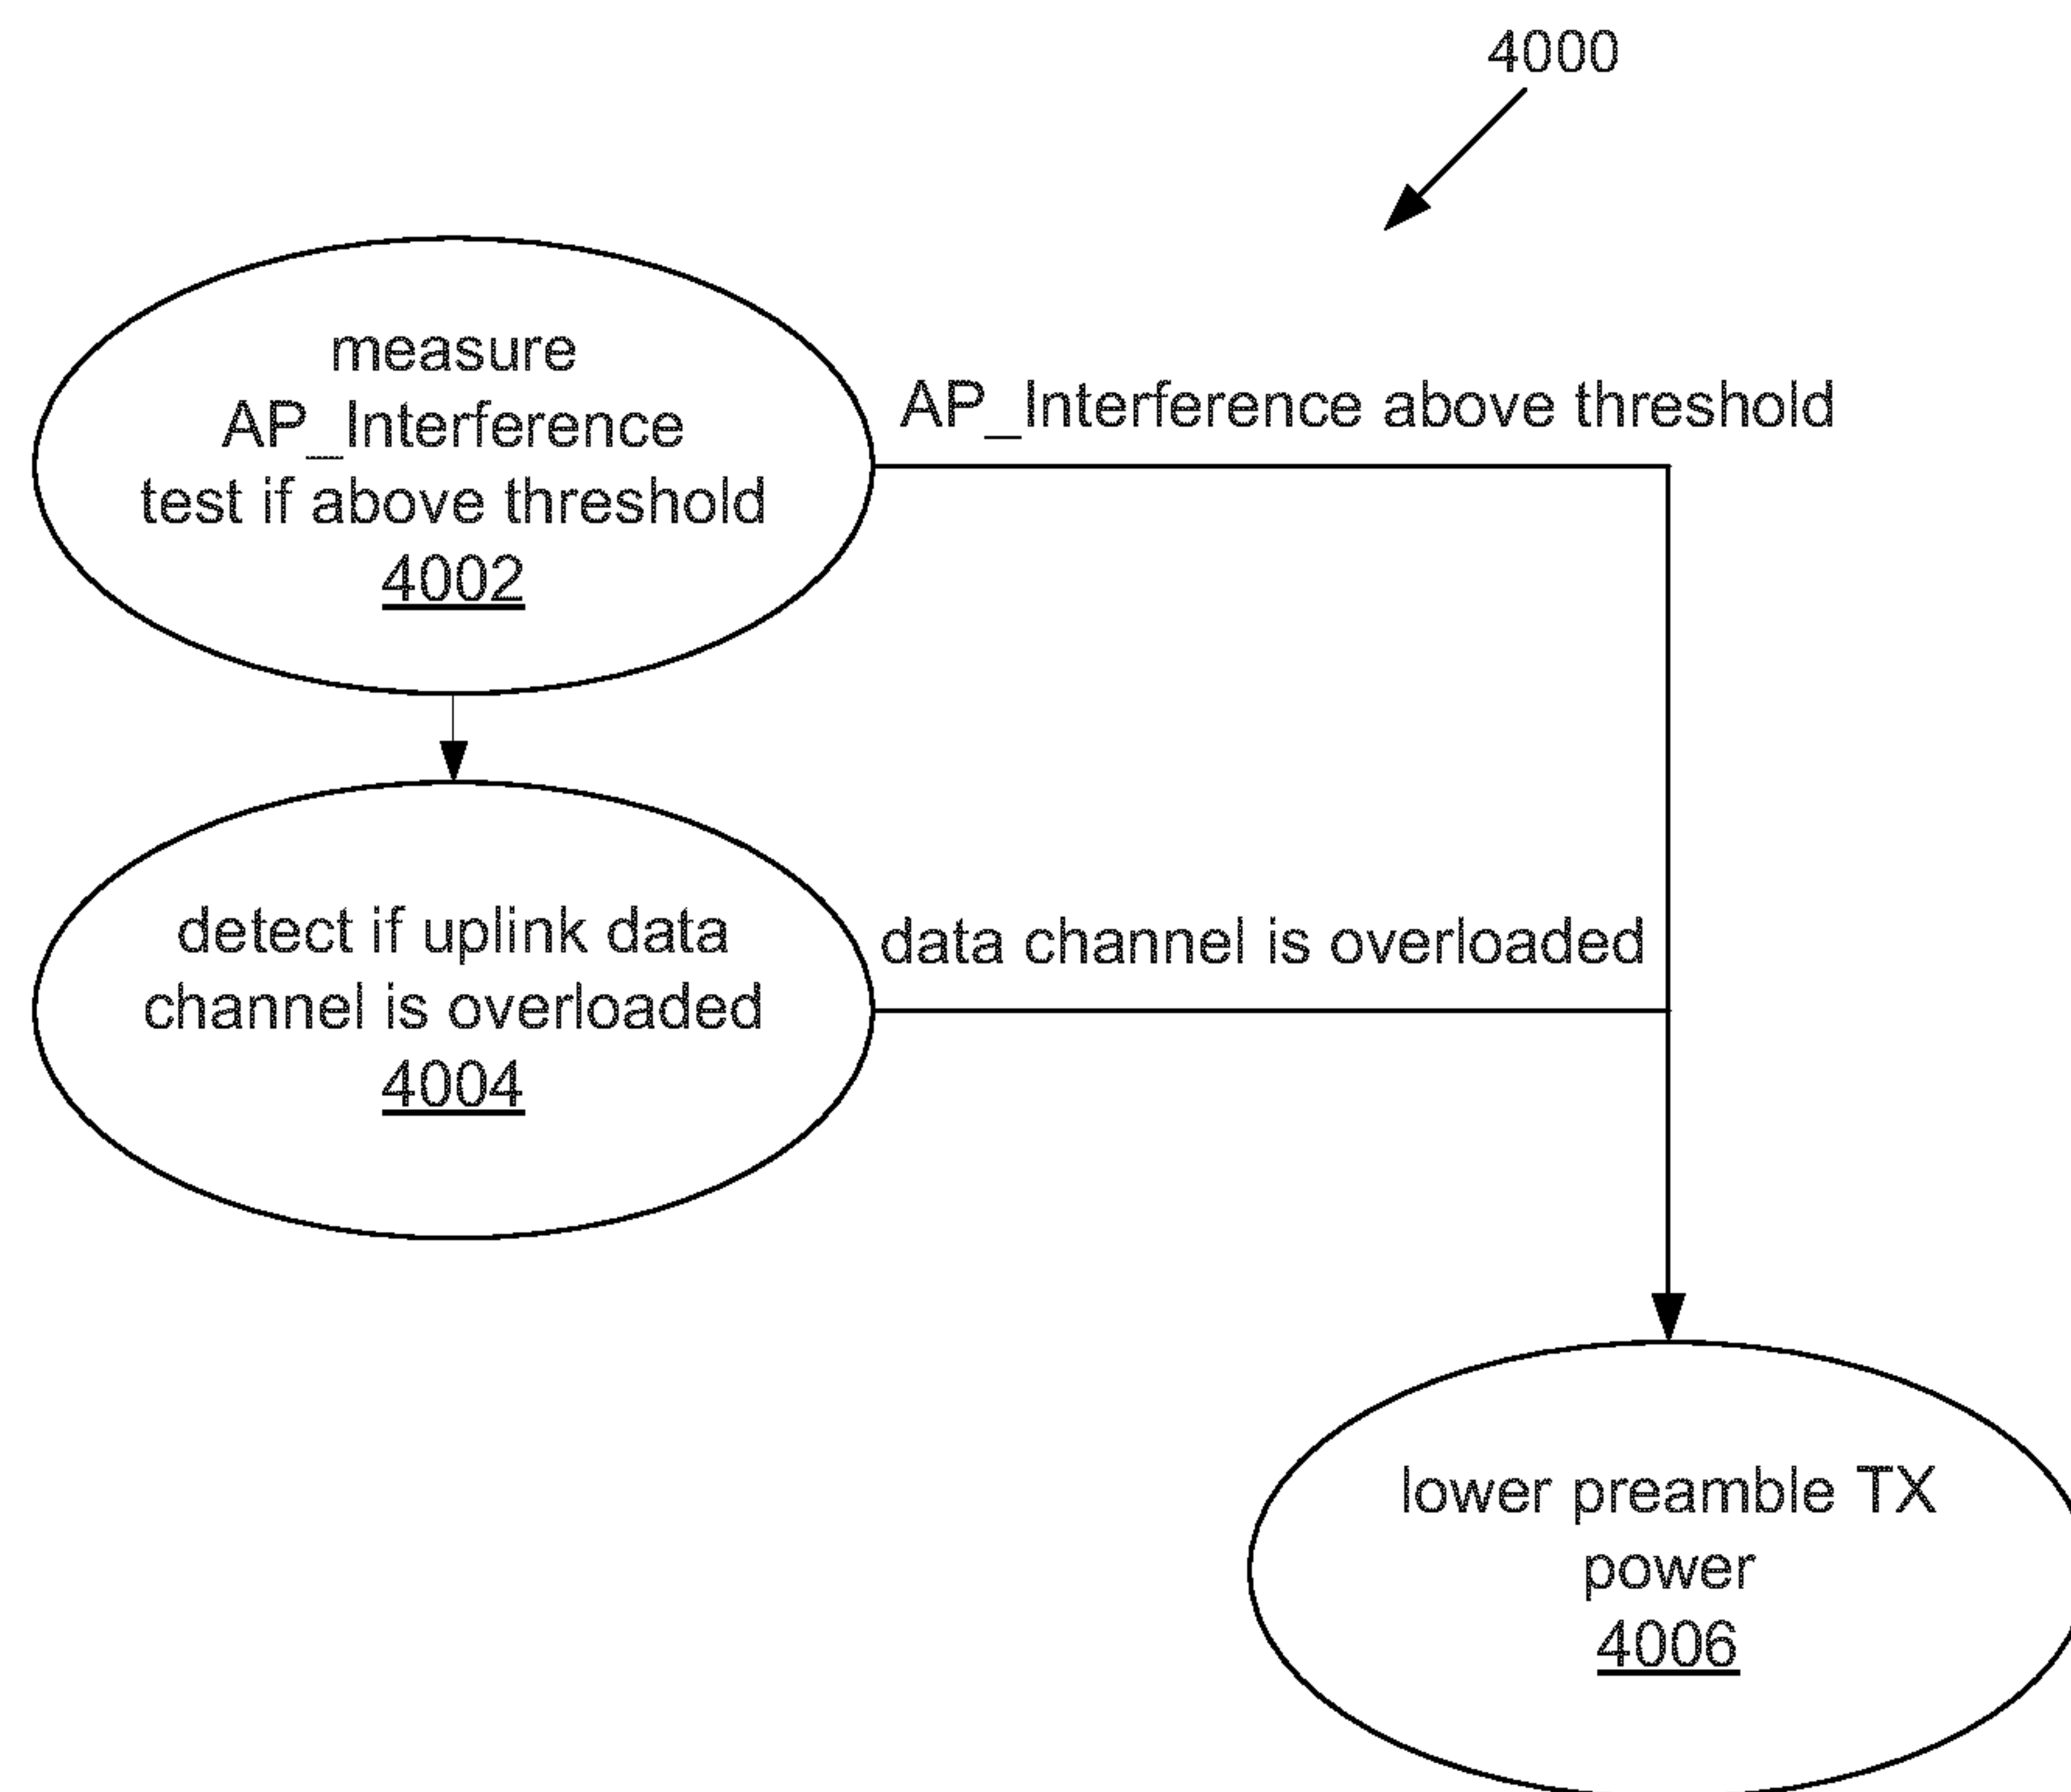 4000
measure
AP_Interference
test if above threshold
4002
AP_Interference above threshold
detect if uplink data
channel is overloaded
4004
data channel is overloaded
lower preamble TX
power
4006